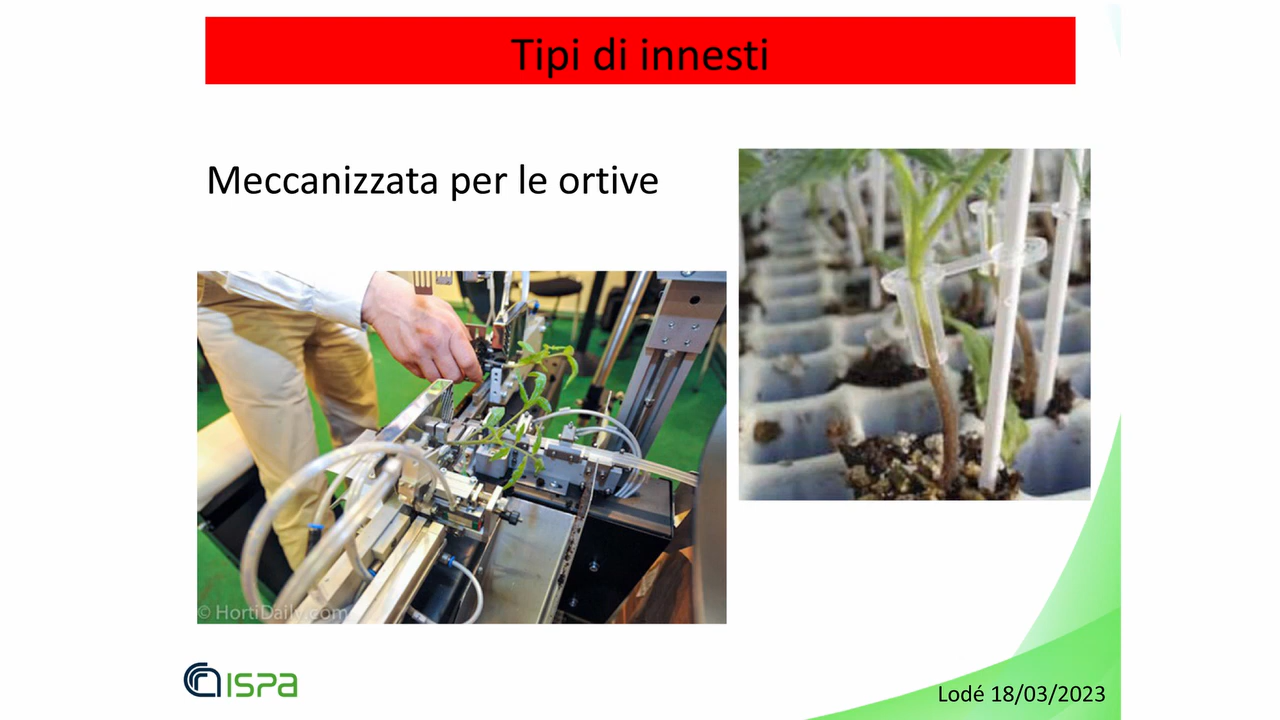 Tipi di innesti
Meccanizzata per le ortive
© HortiDaily.com
ISPA
Lodé 18/03/2023